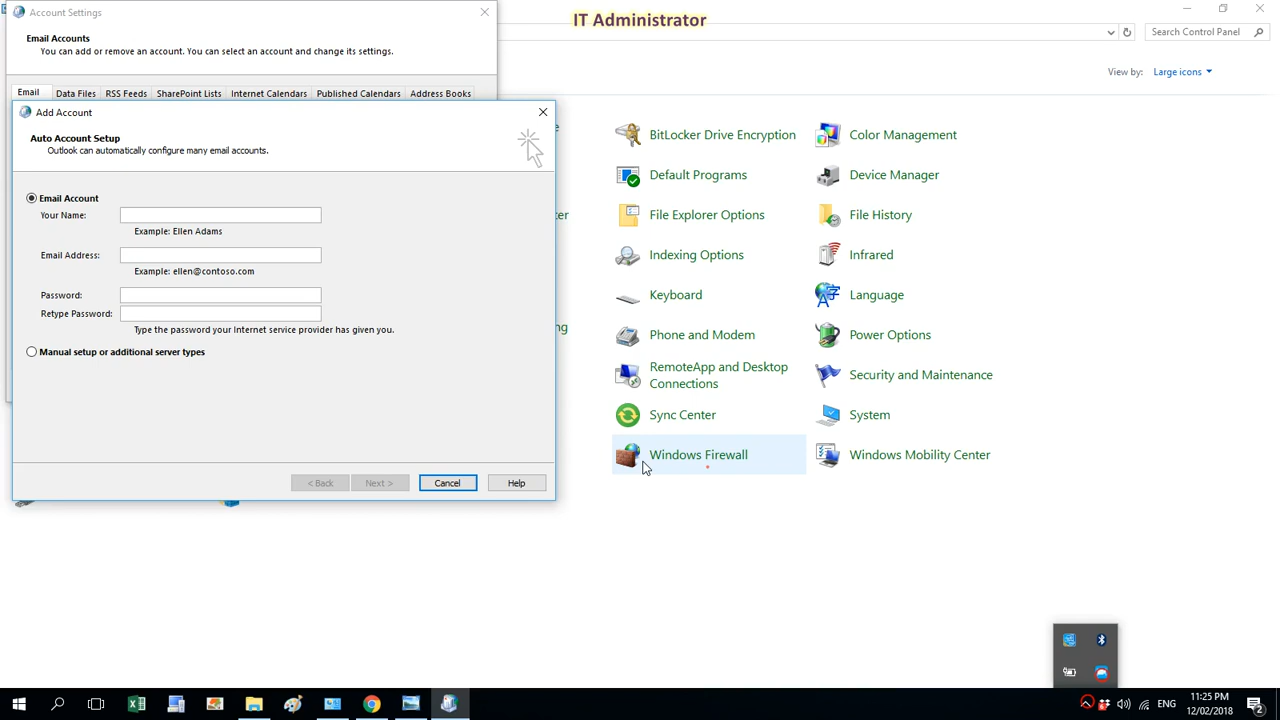 Account Settings
IT Administrator
Email Accounts
You can add or remove an account. You can select an account and change its settings.
Search Control Panel
View by: Large icons
Email Data Files RSS Feeds SharePoint Lists Internet Calendars Published Calendars Address Books
Add Account
Auto Account Setup
Outlook can automatically configure many email accounts.
Email Account
Your Name:
Example: Ellen Adams
Email Address:
Example: ellen@contoso.com
Password:
Retype Password:
Type the password your Internet service provider has given you.
Manual setup or additional server types
< Back Next > Cancel Help
BitLocker Drive Encryption
Color Management
Default Programs
Device Manager
File Explorer Options
File History
Indexing Options
Infrared
Keyboard
Language
Phone and Modem
Power Options
RemoteApp and Desktop
Connections
Security and Maintenance
Sync Center
System
Windows Firewall
Windows Mobility Center
ENG
11:25 PM
12/02/2018
2